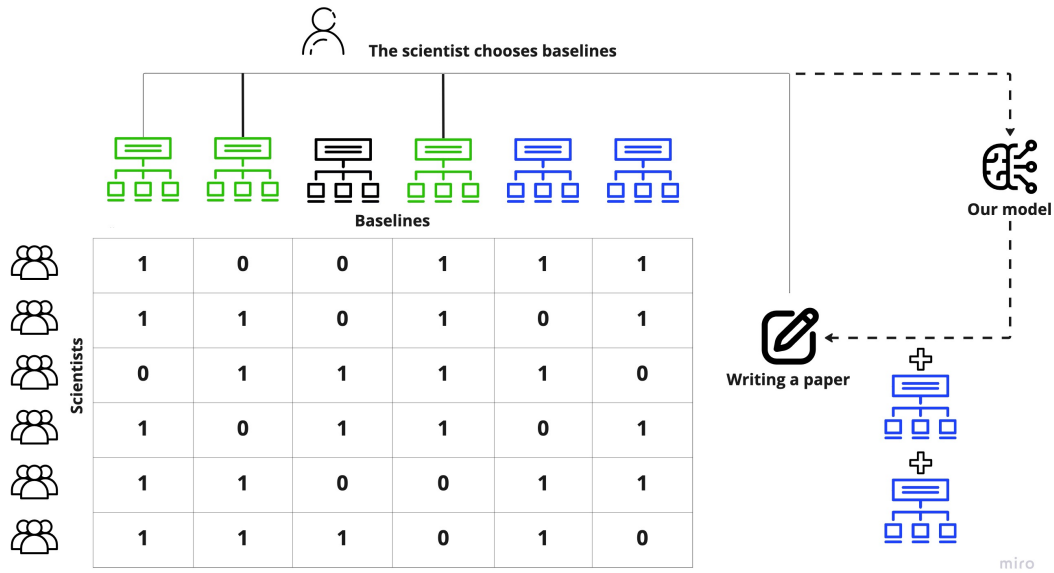 The scientist chooses baselines
Our model
Baselines
Scientists
1 0 0 1 1 1
1 1 0 1 0 1
0 1 1 1 1 0
1 0 1 1 0 1
1 1 0 0 1 1
1 1 1 0 1 0
Writing a paper
miro